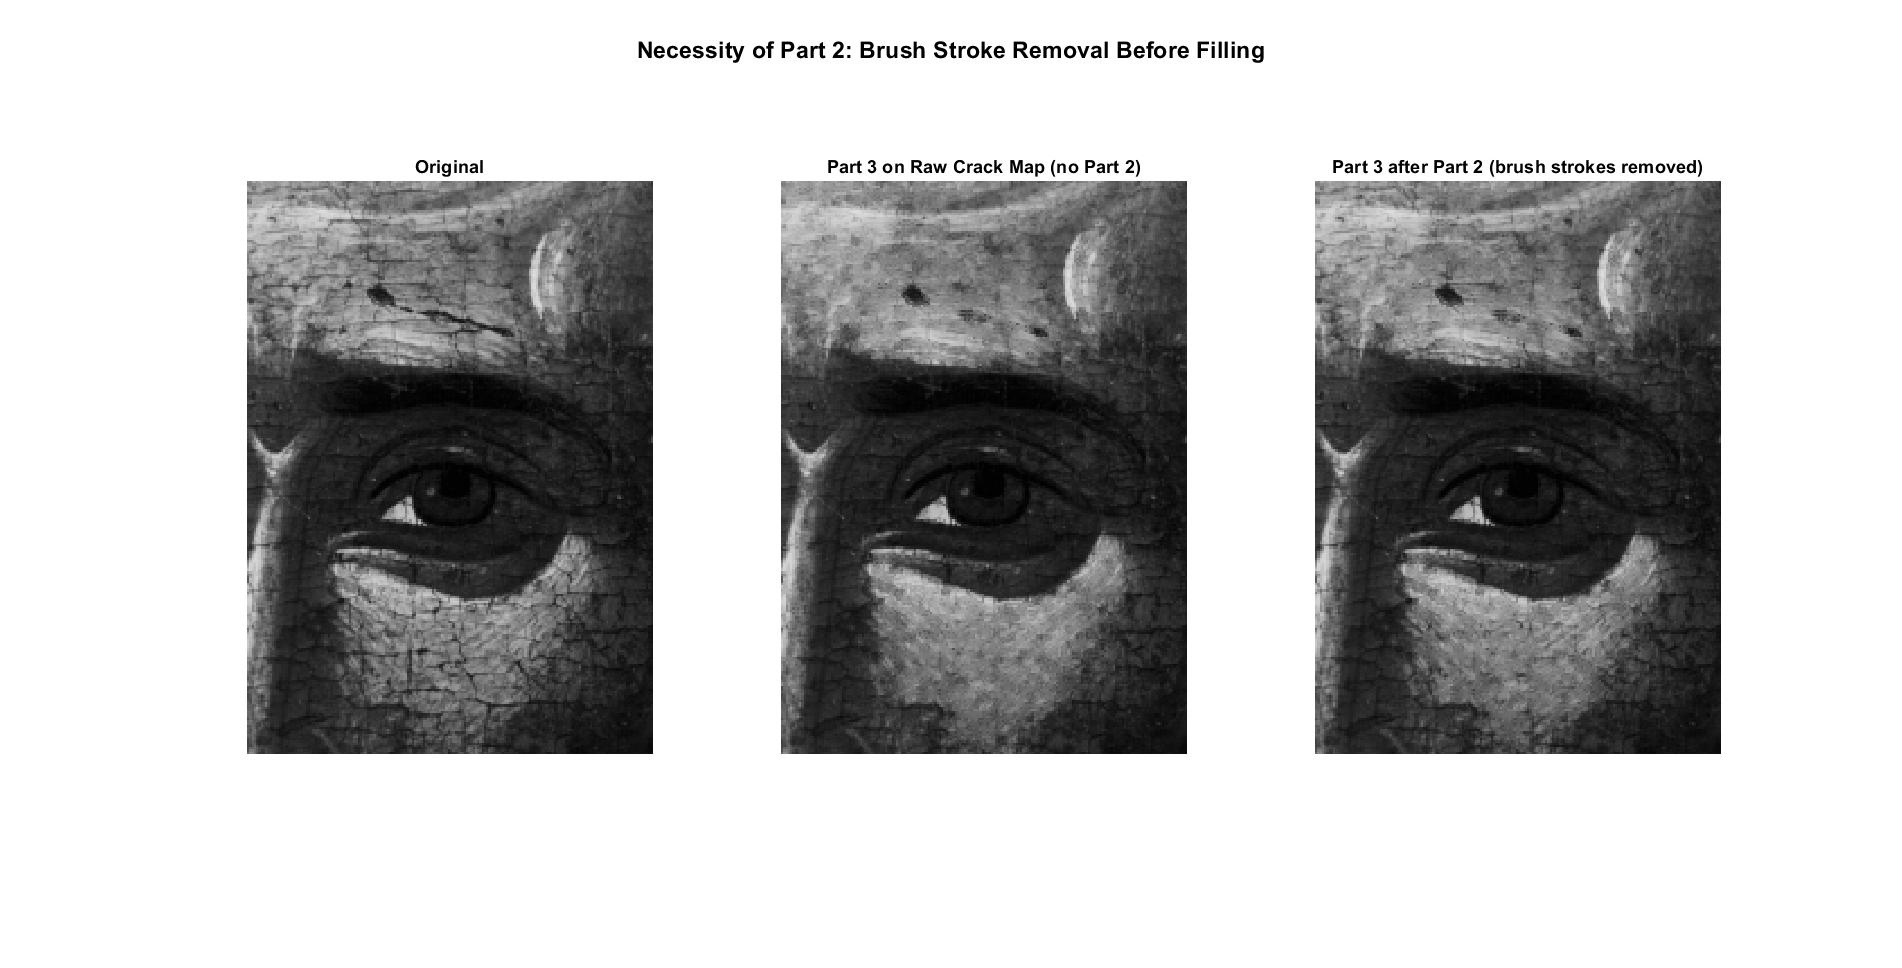 Necessity of Part 2: Brush Stroke Removal Before Filling
Original
Part 3 on Raw Crack Map (no Part 2)
Part 3 after Part 2 (brush strokes removed)